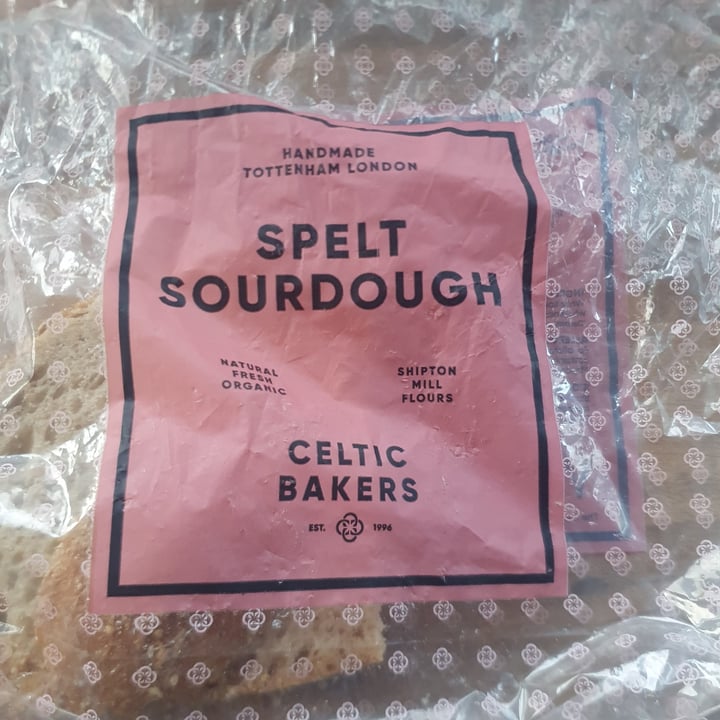 HANDMADE
TOTTENHAM LONDON
SPELT
SOURDOUGH
NATURAL
FRESH
ORGANIC
SHIPTON
MILL
FLOURS
CELTIC
BAKERS
EST. 1996